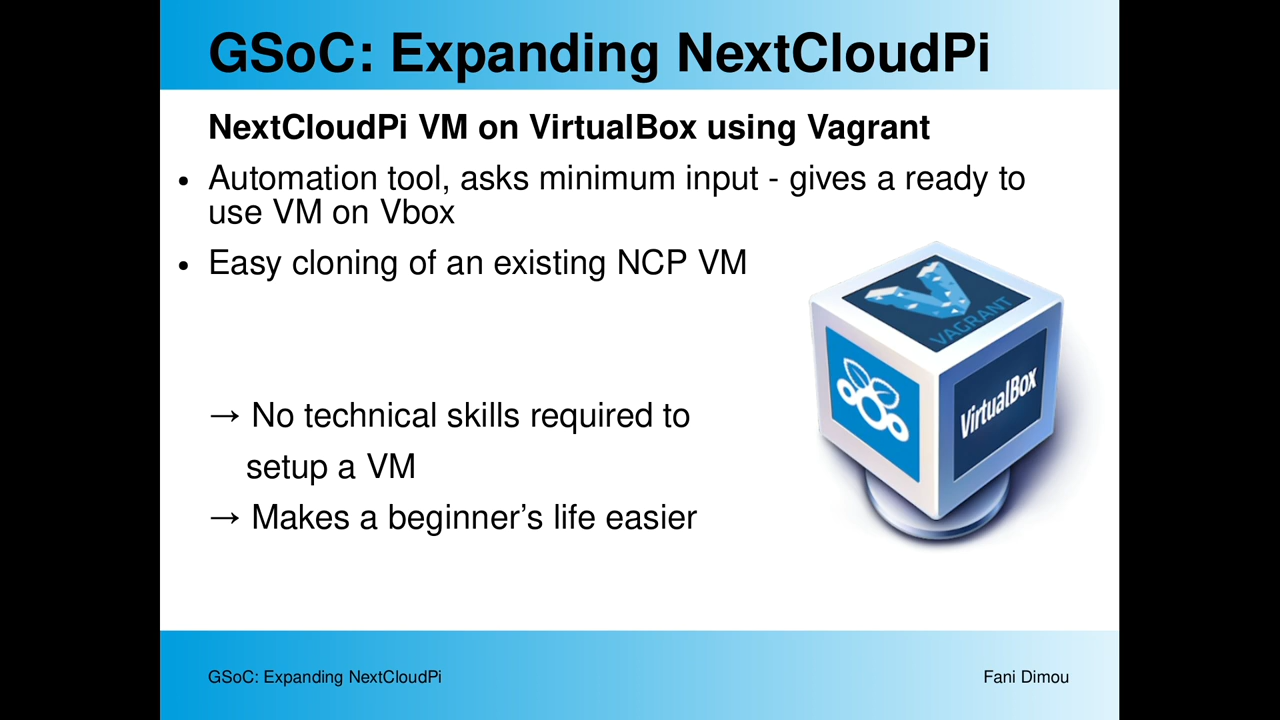 GSoC: Expanding NextCloudPi
NextCloudPi VM on VirtualBox using Vagrant
• Automation tool, asks minimum input - gives a ready to
use VM on Vbox
• Easy cloning of an existing NCP VM
VAGRANT
VirtualBox
→ No technical skills required to
setup a VM
→ Makes a beginner’s life easier
GSoC: Expanding NextCloudPi
Fani Dimou